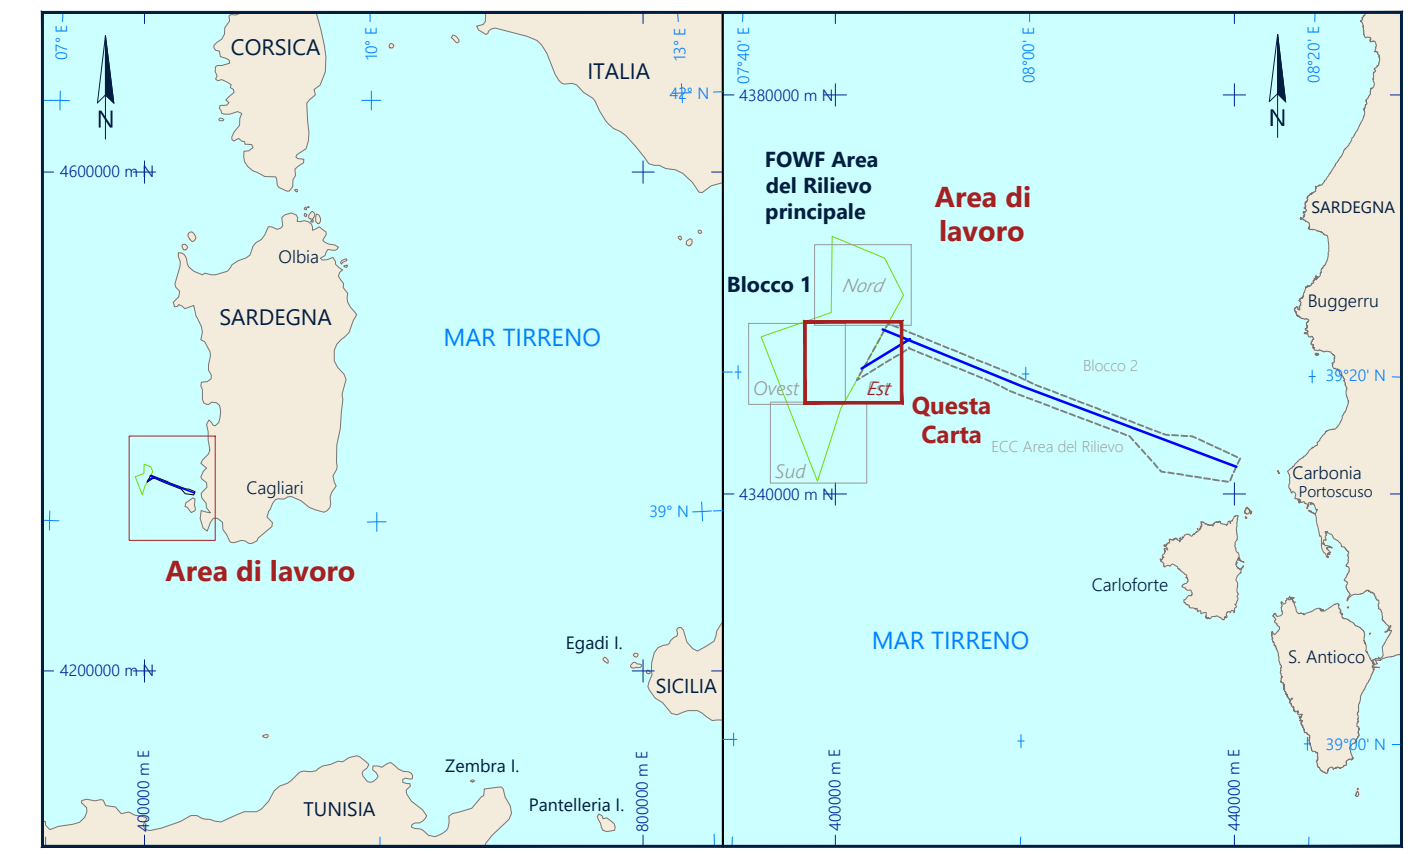 07° E
10° E
13° E
CORSICA
ITALIA
42° N
N
4600000 m N
Olbia
SARDEGNA
MAR TIRRENO
Cagliari
39° N
Area di lavoro
Egadi I.
4200000 m N
SICILIA
400000 m E
Zembra I.
800000 m E
TUNISIA
Pantelleria I.
07°40' E
08°00' E
08°20' E
4380000 m N
N
FOWF Area
del Rilievo
principale
Area di
lavoro
SARDEGNA
Blocco 1
Nord
Buggerru
Blocco 2
39°20' N
Ovest
Est
Questa
Carta
ECC Area del Rilievo
Sud
Carbonia
Portoscuso
4340000 m N
Carloforte
MAR TIRRENO
S. Antioco
39°00' N
400000 m E
440000 m E